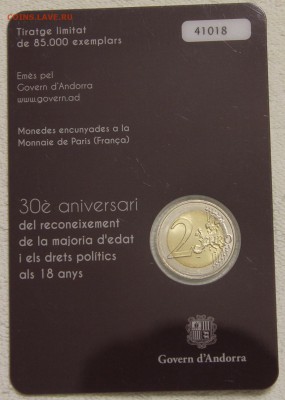 COINS.LAVE.RU
Tiratge limitat
de 85.000 exemplars
41018
Emès pel
Govern d'Andorra
www.govern.ad
Monedes encunyades a la
Monnaie de Paris (França)
30è aniversari
del reconeixement
de la majoria d'edat
i els drets polítics
als 18 anys
2
Govern d'Andorra